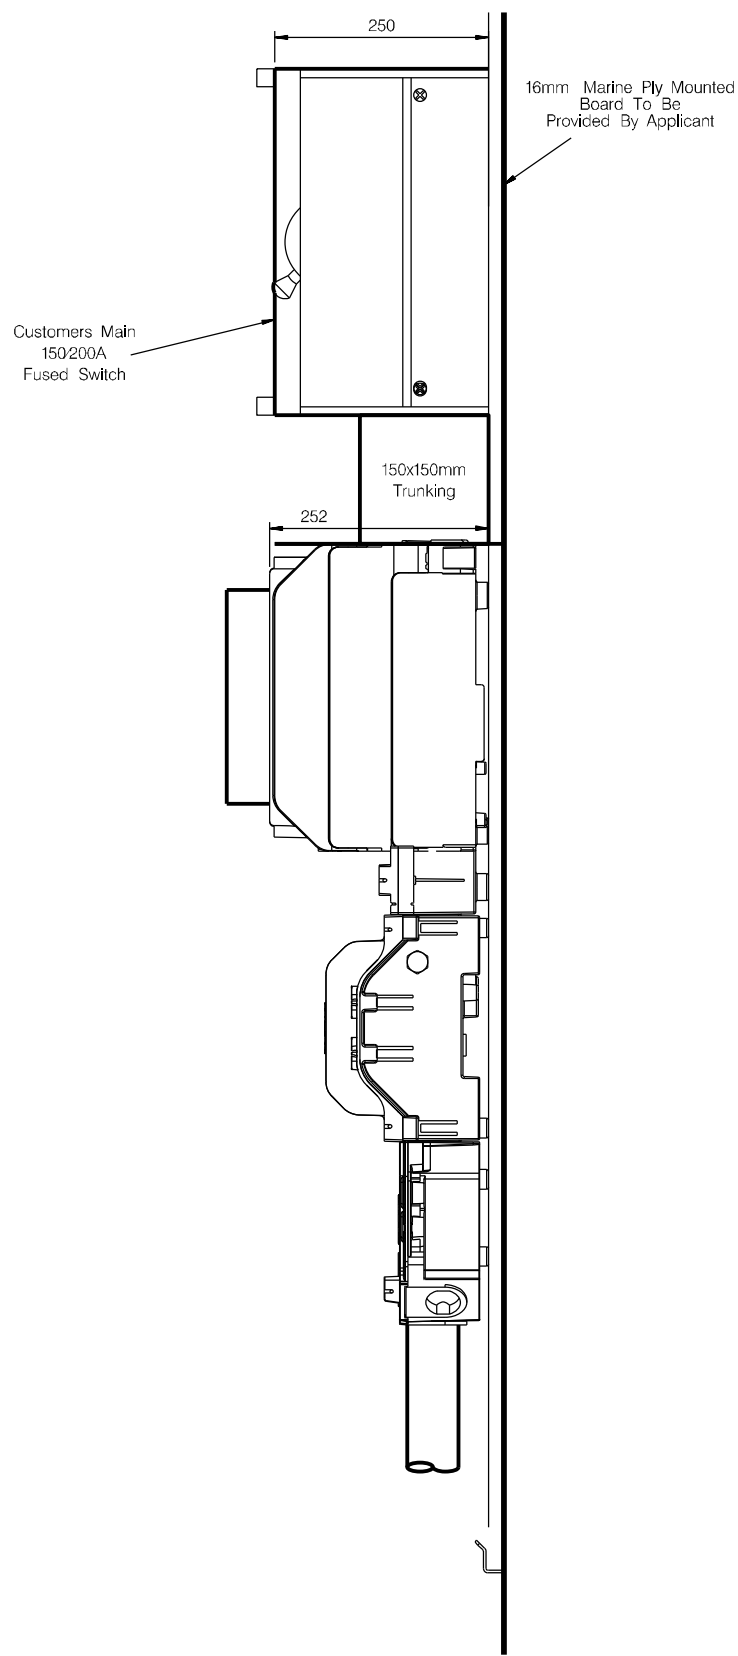 250
16mm Marine Ply Mounted
Board To Be
Provided By Applicant
Customers Main
150/200A
Fused Switch
150x150mm
Trunking
252